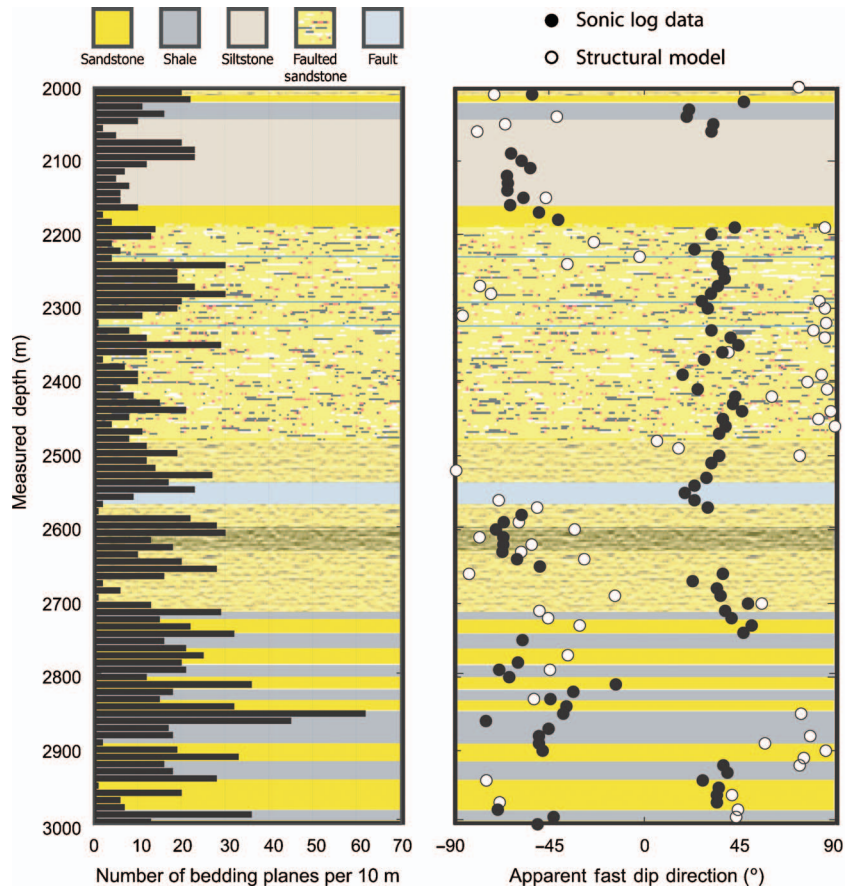 Sandstone Shale Siltstone Faulted sandstone Fault
Sonic log data
Structural model
Measured depth (m)
2000
2100
2200
2300
2400
2500
2600
2700
2800
2900
3000
0 10 20 30 40 50 60 70
Number of bedding planes per 10 m
−90 −45 0 45 90
Apparent fast dip direction (°)